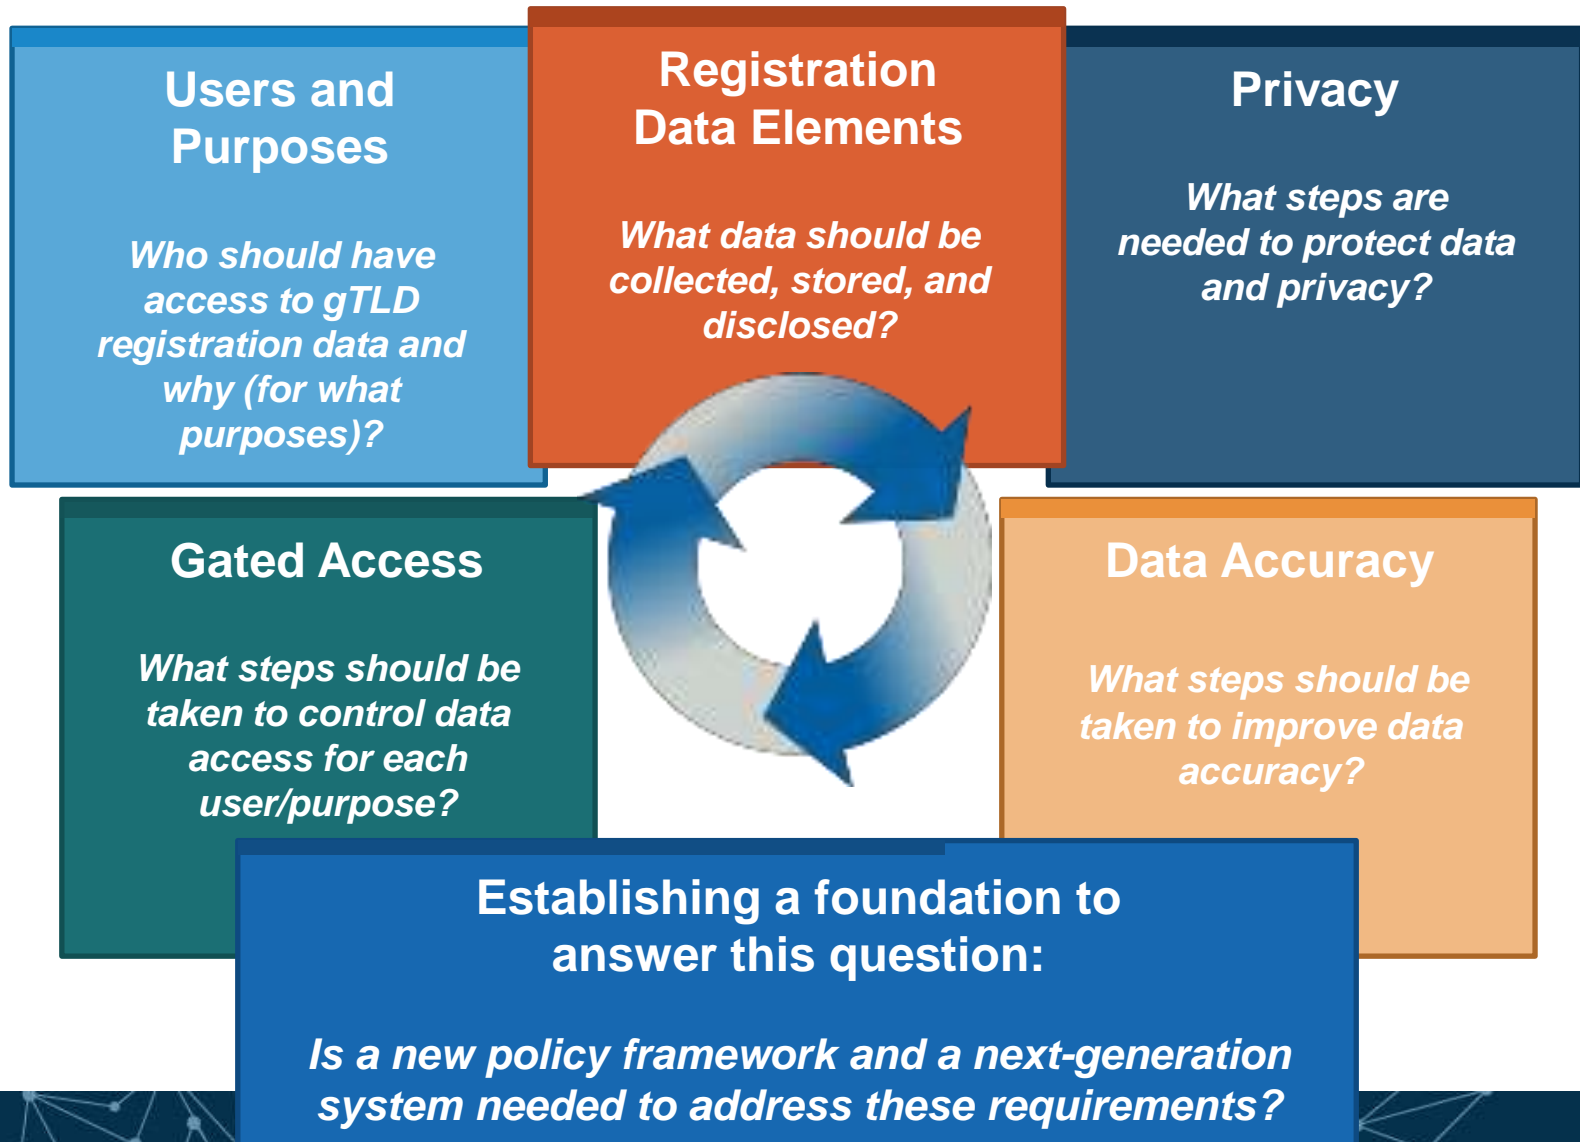 Users and
Purposes
Who should have
access to gTLD
registration data and
why (for what
purposes)?
Registration
Data Elements
What data should be
collected, stored, and
disclosed?
Privacy
What steps are
needed to protect data
and privacy?
Gated Access
What steps should be
taken to control data
access for each
user/purpose?
Data Accuracy
What steps should be
taken to improve data
accuracy?
Establishing a foundation to
answer this question:
Is a new policy framework and a next-generation
system needed to address these requirements?